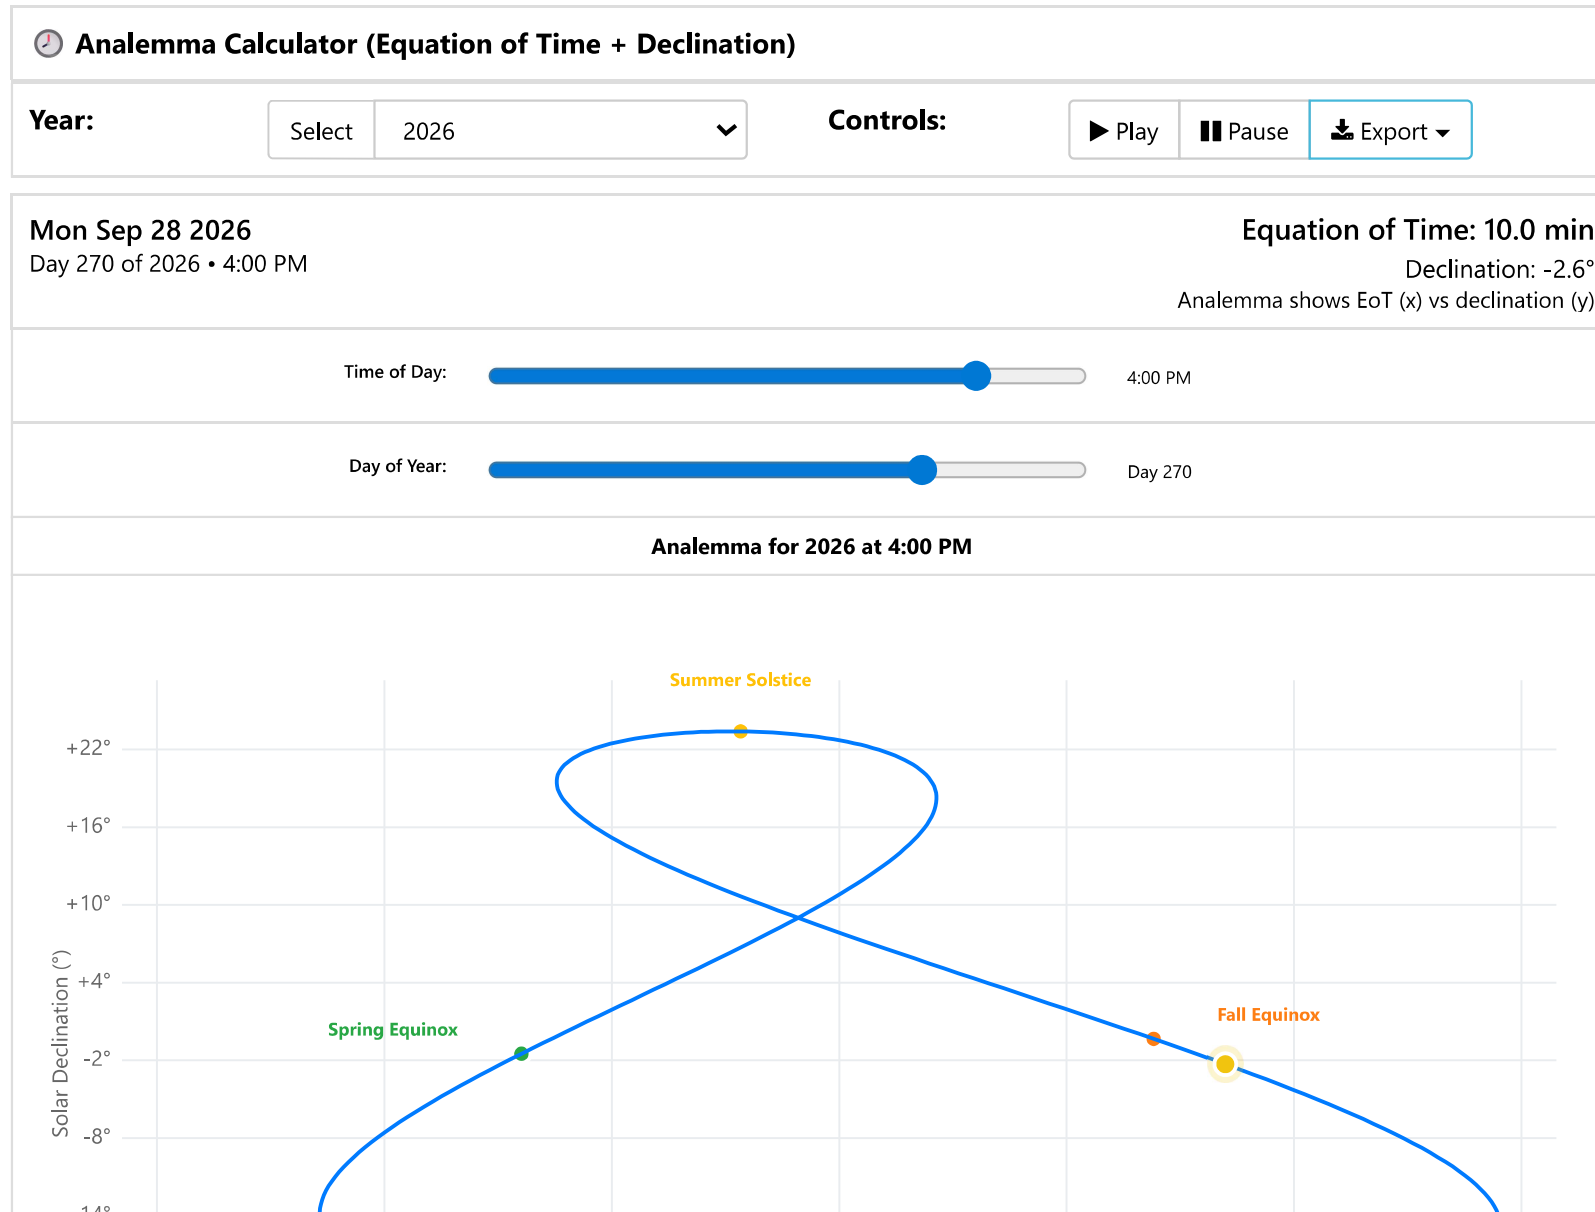 Analemma Calculator (Equation of Time + Declination)
Year:
Select
2026
Controls:
Play
Pause
Export
Mon Sep 28 2026
Day 270 of 2026 • 4:00 PM
Equation of Time: 10.0 min
Declination: -2.6°
Analemma shows EoT (x) vs declination (y)
Time of Day:
4:00 PM
Day of Year:
Day 270
Analemma for 2026 at 4:00 PM
Summer Solstice
+22°
+16°
+10°
+4°
Solar Declination (°)
Spring Equinox
Fall Equinox
-2°
-8°
-14°